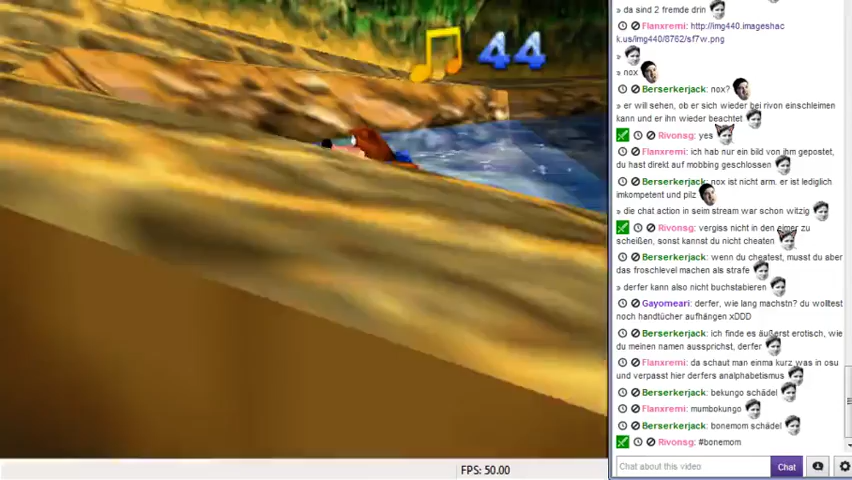 » da sind 2 fremde drin
Flanxremi: http://img440.imageshac
k.us/img440/8762/sf7w.png
»
» nox
Berserkerjack: nox?
» er will sehen, ob er sich wieder bei rivon einschleimen
kann und er ihn wieder beachtet
Rivonsg: yes
Flanxremi: ich hab nur ein bild von ihm gepostet,
du hast direkt auf mobbing geschlossen
Berserkerjack: nox ist nicht arm. er ist lediglich
imkompetent und pilz
» die chat action in seim stream war schon witzig
Rivonsg: vergiss nicht in den eimer zu
scheißen, sonst kannst du nicht cheaten
Berserkerjack: wenn du cheatest, musst du aber
das froschlevel machen als strafe
» derfer kann also nicht buchstabieren
Gayomeari: derfer, wie lang machstn? du wolltest
noch handtücher aufhängen xDDD
Berserkerjack: ich finde es äußerst erotisch, wie
du meinen namen aussprichst, derfer
Flanxremi: da schaut man einma kurz was in osu
und verpasst hier derfers analphabetismus
Berserkerjack: bekungo schädel
Flanxremi: mumbokungo
Berserkerjack: bonemom schädel
Rivonsg: #bonemom
Chat about this video
Chat
44
FPS: 50.00